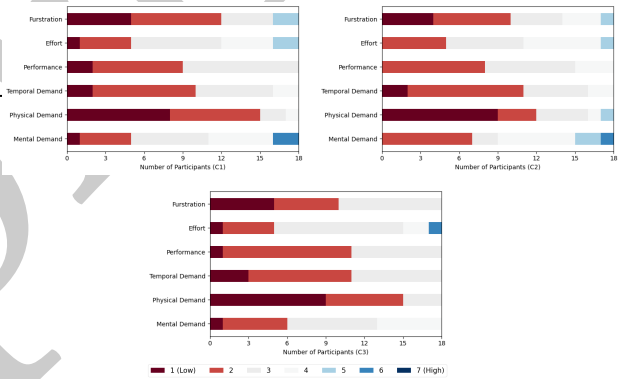 Furstration
Effort
Performance
Temporal Demand
Physical Demand
Mental Demand
0 3 6 9 12 15 18
Number of Participants (C1)
Furstration
Effort
Performance
Temporal Demand
Physical Demand
Mental Demand
0 3 6 9 12 15 18
Number of Participants (C2)
Furstration
Effort
Performance
Temporal Demand
Physical Demand
Mental Demand
0 3 6 9 12 15 18
Number of Participants (C3)
1 (Low) 2 3 4 5 6 7 (High)